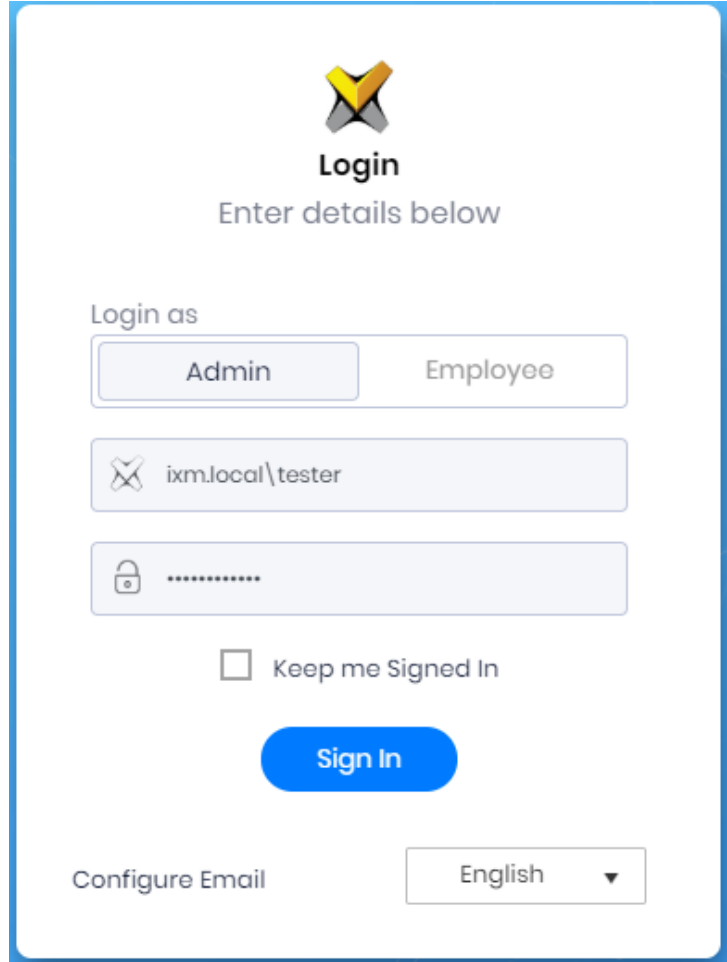 Login
Enter details below
Login as
Admin Employee
ixm.local\tester
••••••••••••
Keep me Signed In
Sign In
Configure Email English